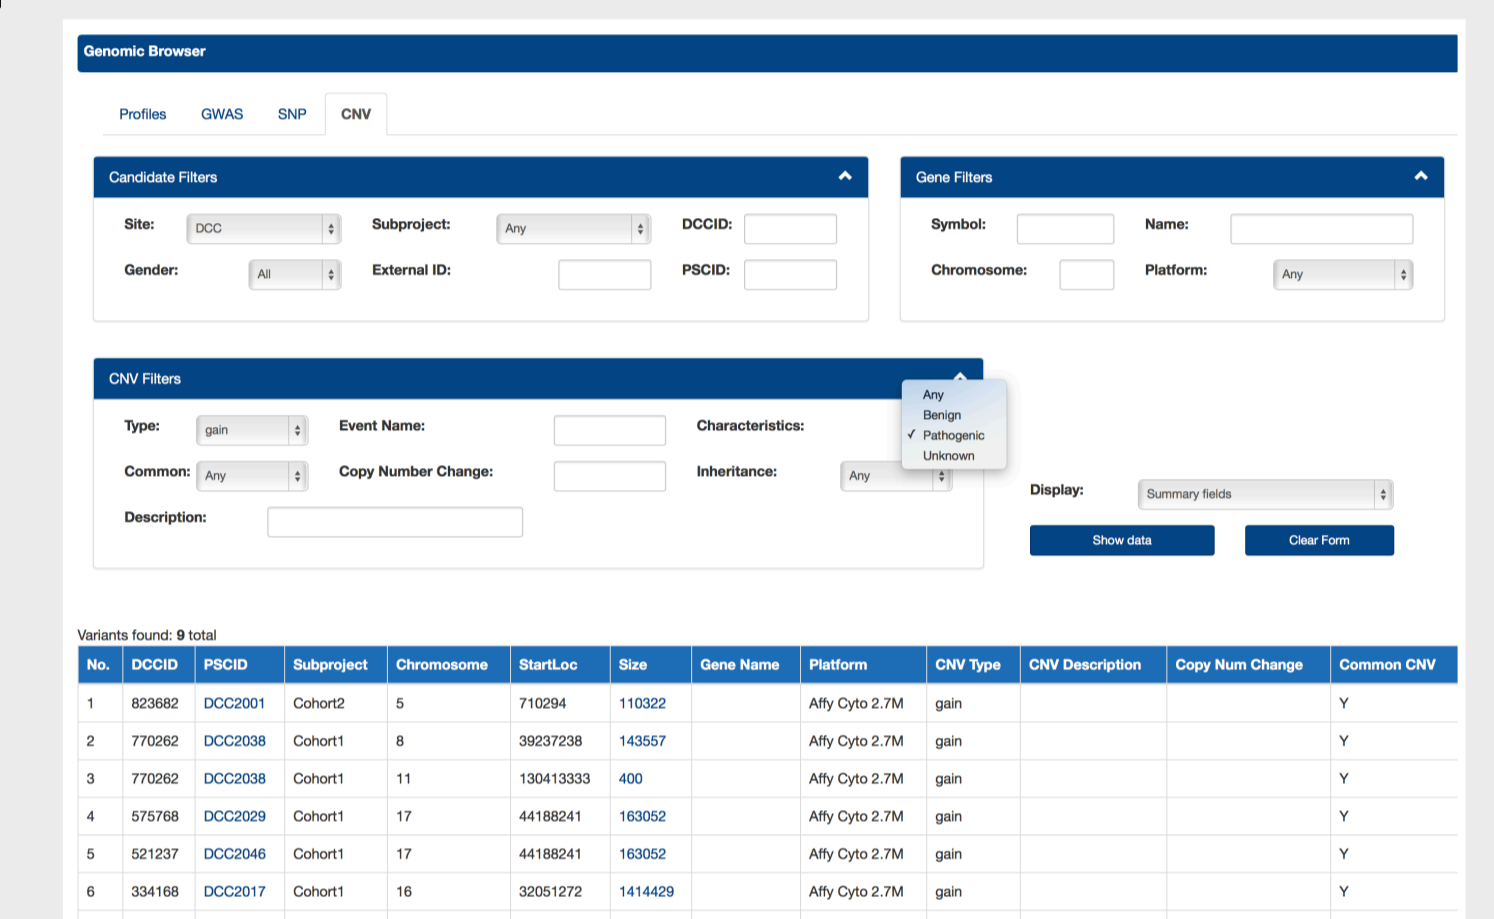 Genomic Browser
Profiles GWAS SNP CNV
Candidate Filters
Site: DCC Subproject: Any DCCID:
Gender: All External ID: PSCID:
Gene Filters
Symbol: Name:
Chromosome: Platform: Any
CNV Filters
Type: gain Event Name: Characteristics:
Common: Any Copy Number Change: Inheritance: Any
Description:
Any
Benign
✓ Pathogenic
Unknown
Display: Summary fields
Show data Clear Form
Variants found: 9 total
No. DCCID PSCID Subproject Chromosome StartLoc Size Gene Name Platform CNV Type CNV Description Copy Num Change Common CNV
1 823682 DCC2001 Cohort2 5 710294 110322 Affy Cyto 2.7M gain Y
2 770262 DCC2038 Cohort1 8 39237238 143557 Affy Cyto 2.7M gain Y
3 770262 DCC2038 Cohort1 11 130413333 400 Affy Cyto 2.7M gain Y
4 575768 DCC2029 Cohort1 17 44188241 163052 Affy Cyto 2.7M gain Y
5 521237 DCC2046 Cohort1 17 44188241 163052 Affy Cyto 2.7M gain Y
6 334168 DCC2017 Cohort1 16 32051272 1414429 Affy Cyto 2.7M gain Y